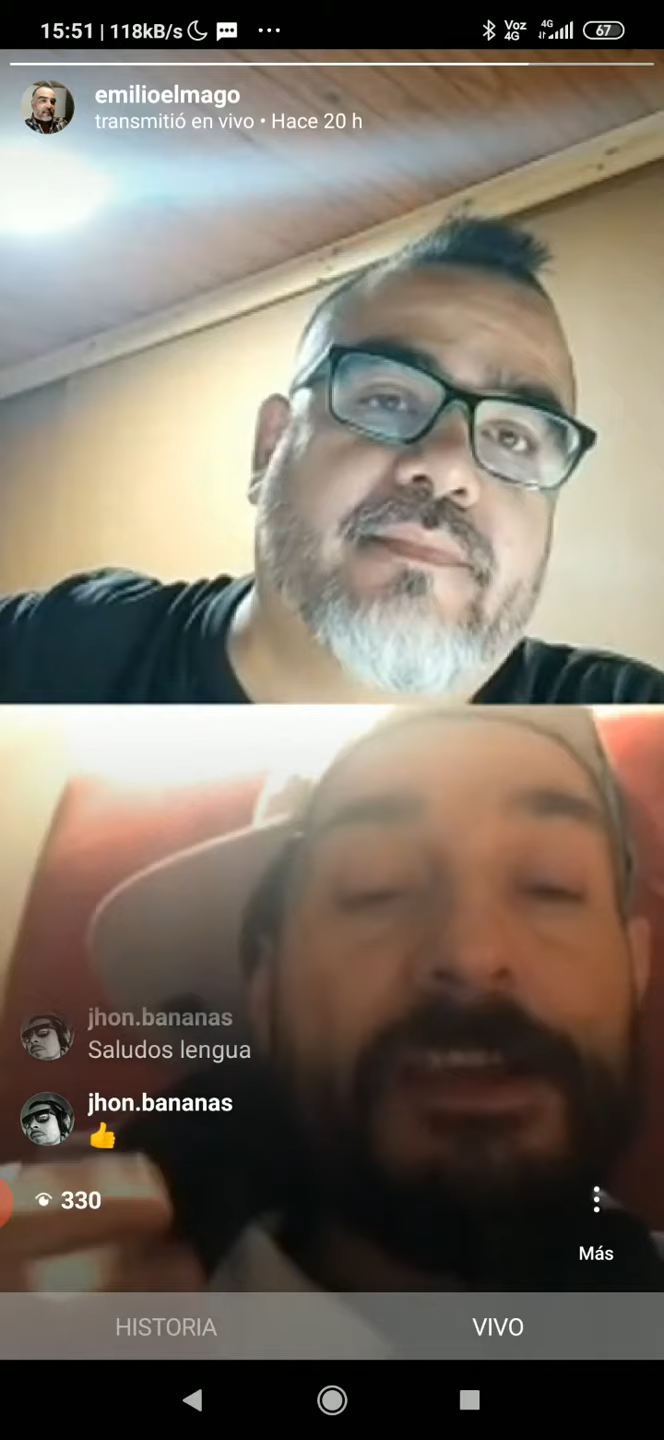 15:51 | 118kB/s
Voz 4G
4G
67
emilioelmago
transmitió en vivo • Hace 20 h
jhon.bananas
Saludos lengua
jhon.bananas
👍
330
Más
HISTORIA
VIVO